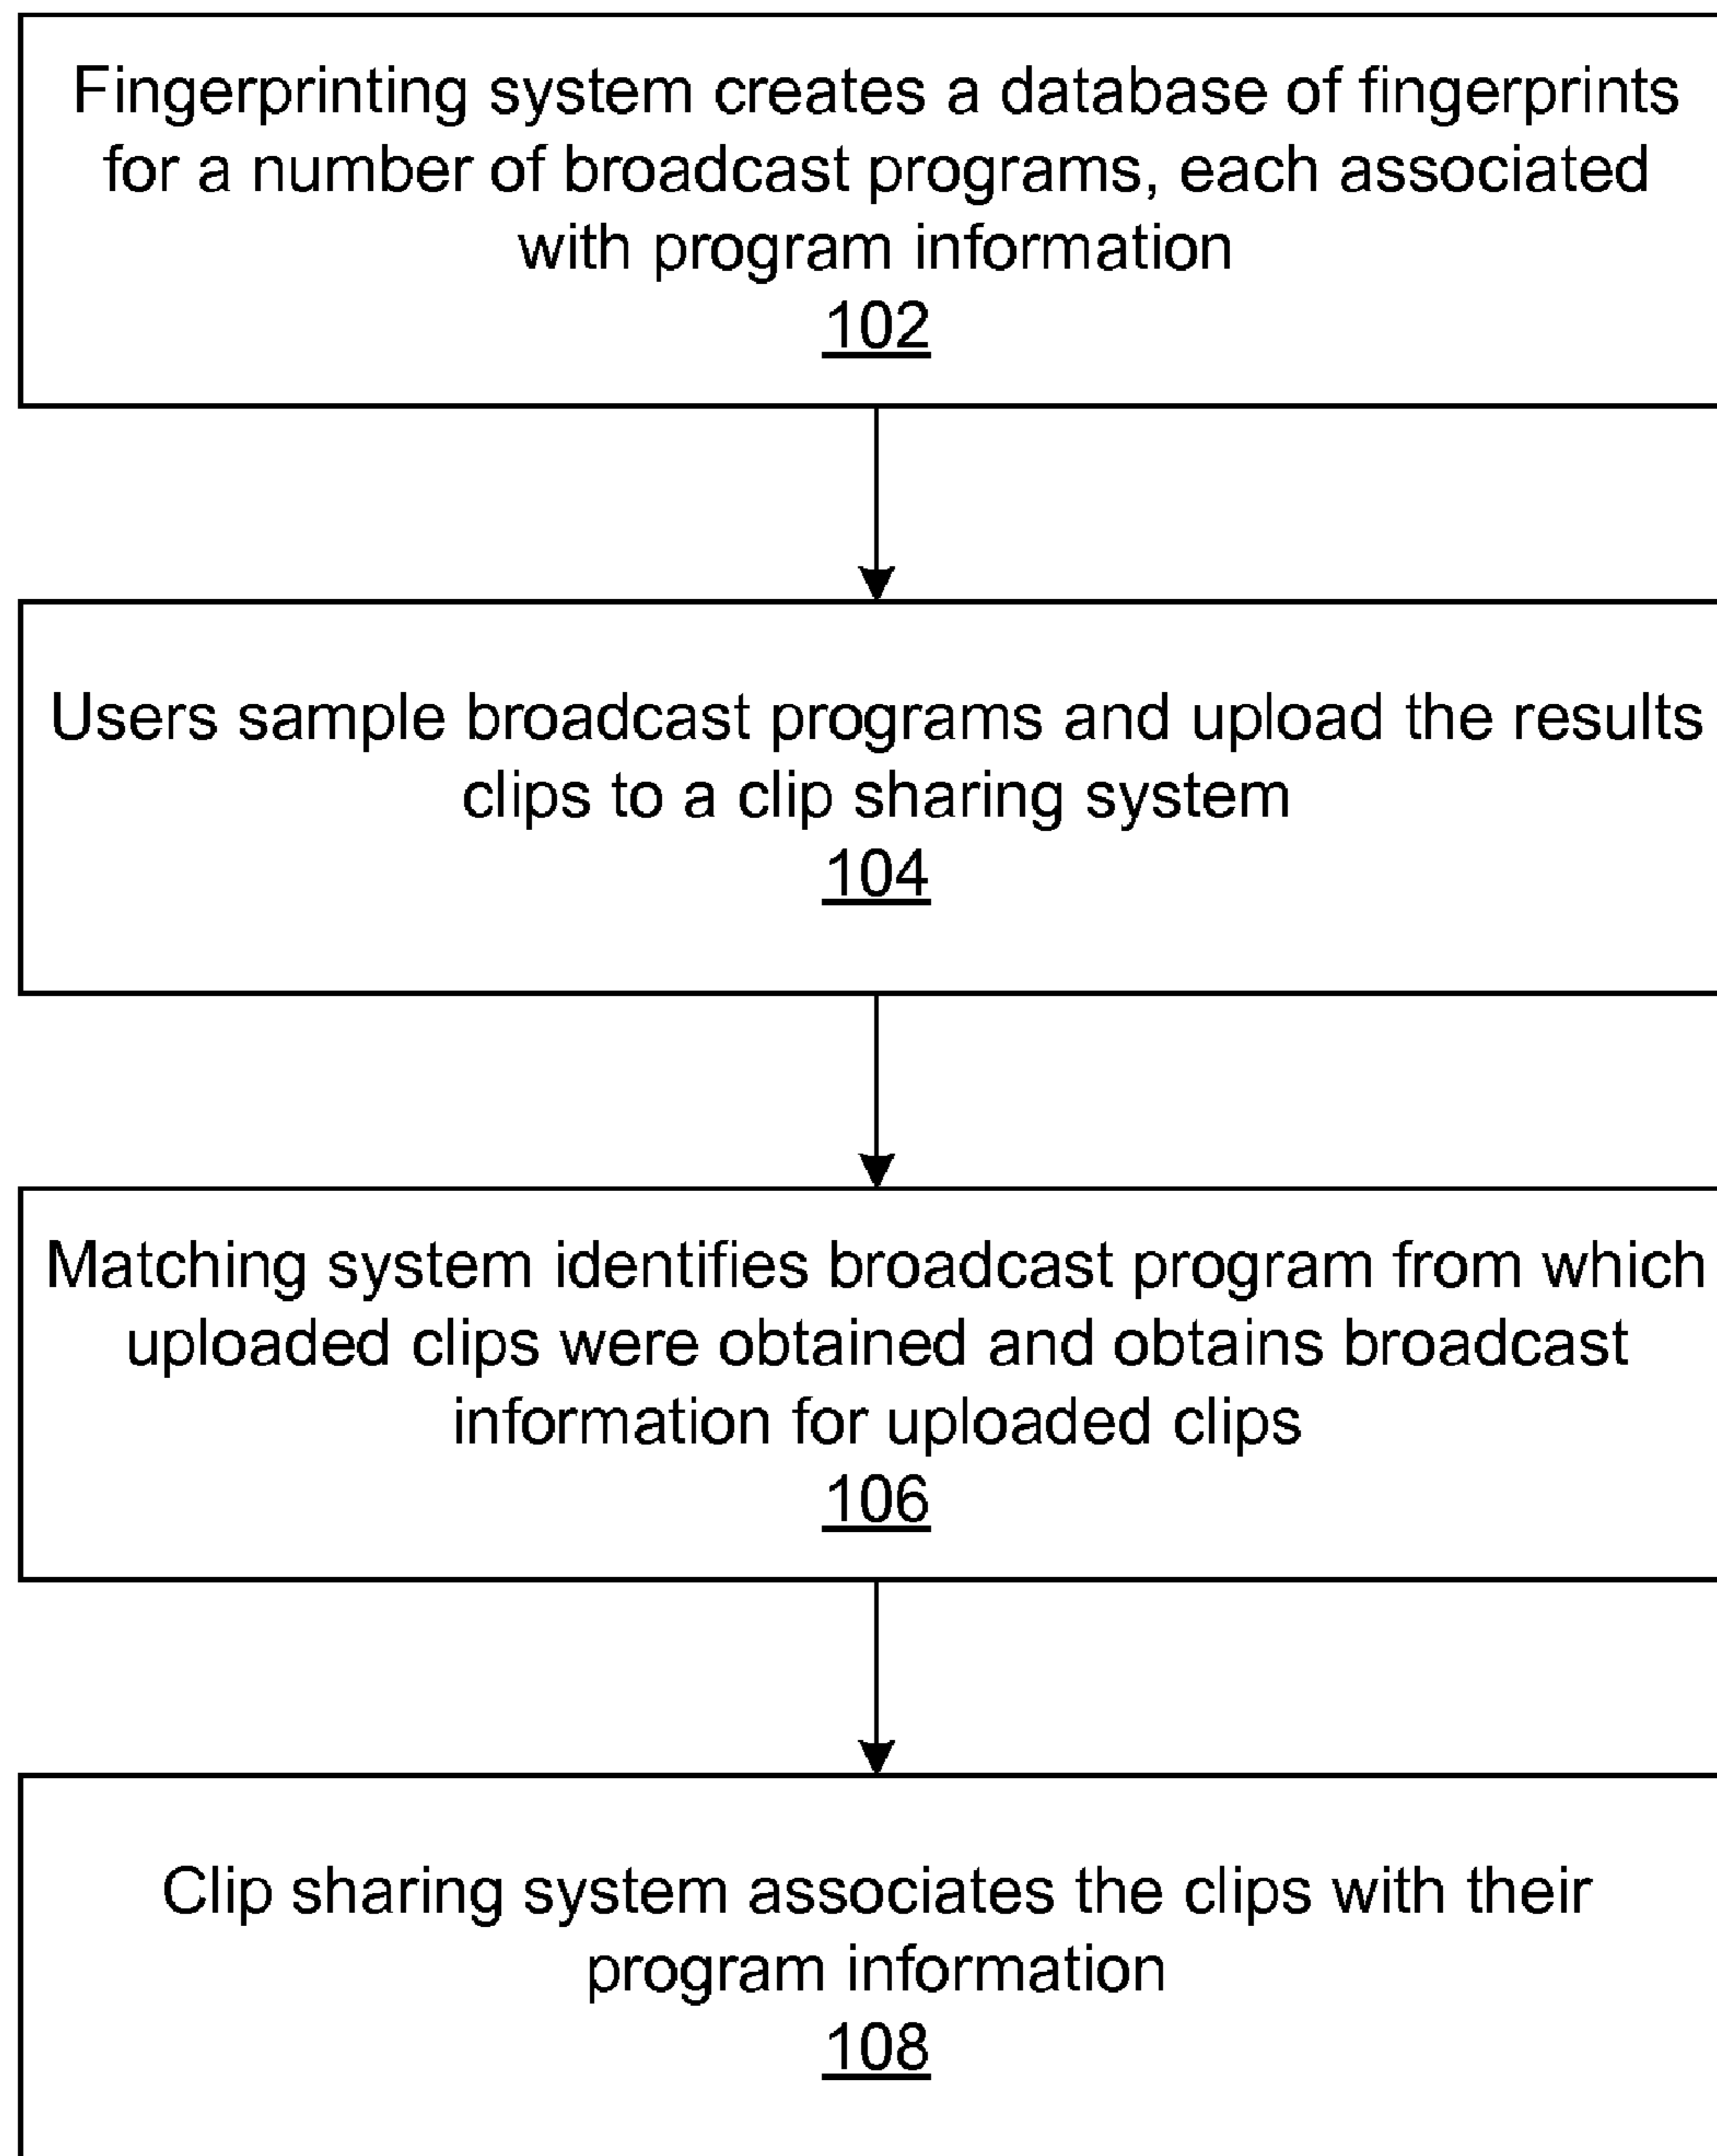 Fingerprinting system creates a database of fingerprints
for a number of broadcast programs, each associated
with program information
102
Users sample broadcast programs and upload the results
clips to a clip sharing system
104
Matching system identifies broadcast program from which
uploaded clips were obtained and obtains broadcast
information for uploaded clips
106
Clip sharing system associates the clips with their
program information
108